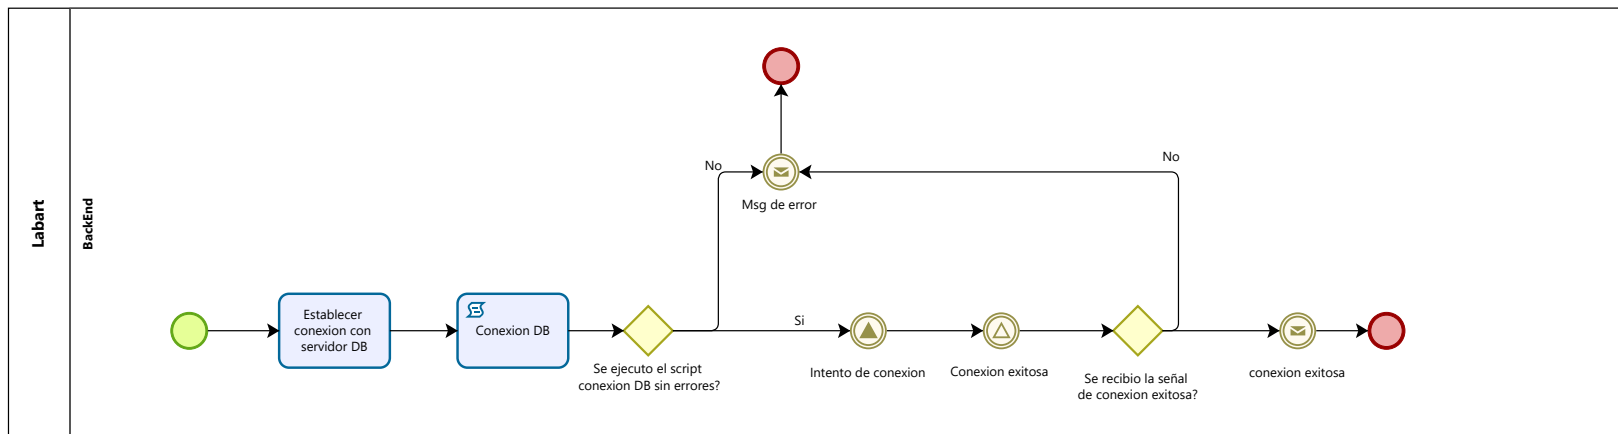 Labart
BackEnd
No
No
Msg de error
Establecer
conexion con
servidor DB
Conexion DB
Si
Se ejecuto el script
conexion DB sin errores?
Intento de conexion
Conexion exitosa
Se recibio la señal
de conexion exitosa?
conexion exitosa